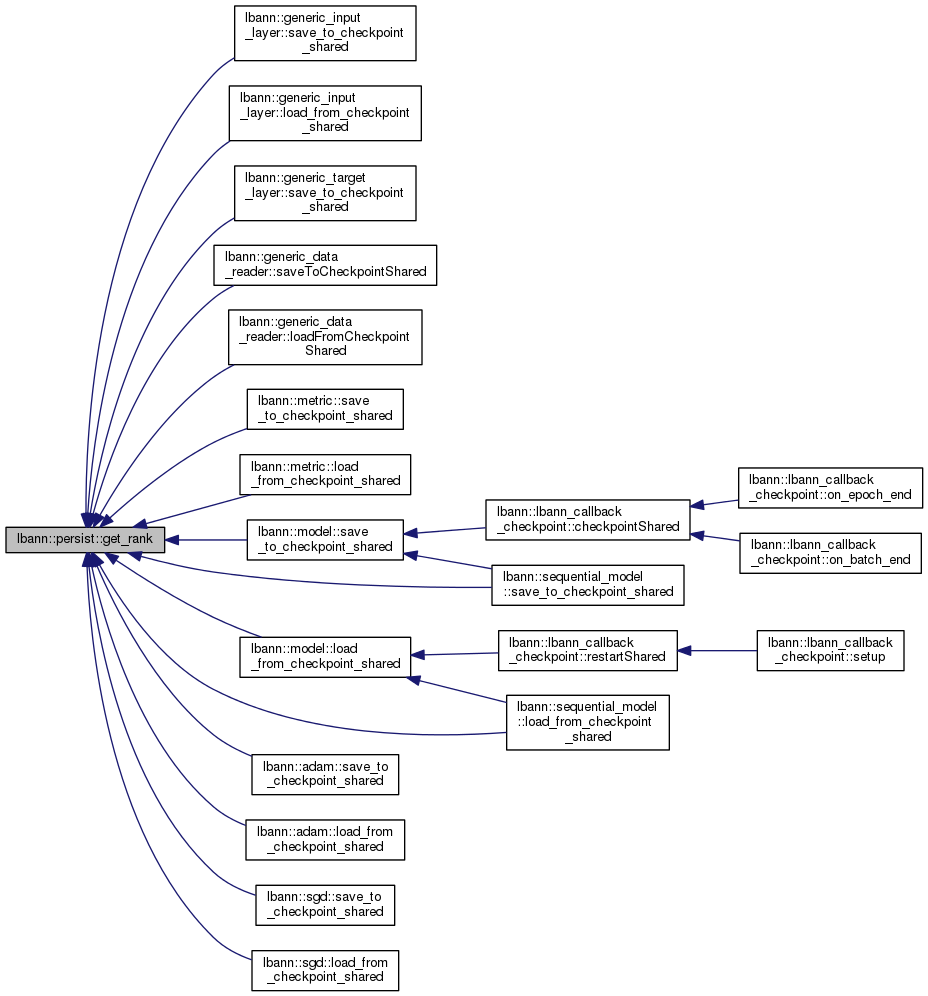 lbann::generic_input
_layer::save_to_checkpoint
_shared
lbann::generic_input
_layer::load_from_checkpoint
_shared
lbann::generic_target
_layer::save_to_checkpoint
_shared
lbann::generic_data
_reader::saveToCheckpointShared
lbann::generic_data
_reader::loadFromCheckpoint
Shared
lbann::metric::save
_to_checkpoint_shared
lbann::metric::load
_from_checkpoint_shared
lbann::persist::get_rank
lbann::model::save
_to_checkpoint_shared
lbann::lbann_callback
_checkpoint::checkpointShared
lbann::lbann_callback
_checkpoint::on_epoch_end
lbann::lbann_callback
_checkpoint::on_batch_end
lbann::sequential_model
::save_to_checkpoint_shared
lbann::model::load
_from_checkpoint_shared
lbann::lbann_callback
_checkpoint::restartShared
lbann::lbann_callback
_checkpoint::setup
lbann::sequential_model
::load_from_checkpoint
_shared
lbann::adam::save_to
_checkpoint_shared
lbann::adam::load_from
_checkpoint_shared
lbann::sgd::save_to
_checkpoint_shared
lbann::sgd::load_from
_checkpoint_shared